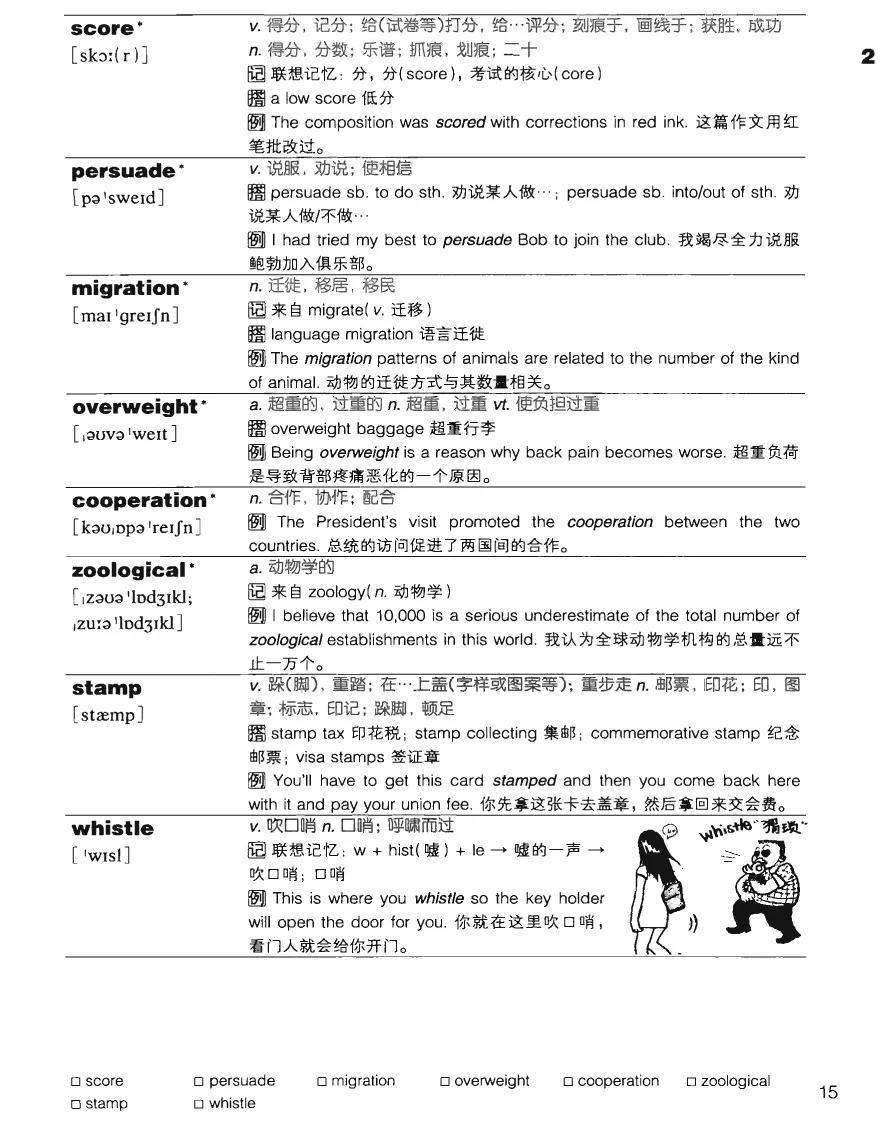 score*
[skɔː(r)]
v. 得分，记分；给(试卷等)打分，给…评分；刻痕于，画线于；获胜，成功
n. 得分，分数；乐谱；抓痕，划痕；二十
记 联想记忆：分，分(score)，考试的核心(core)
搭 a low score 低分
例 The composition was scored with corrections in red ink. 这篇作文用红
笔批改过。
2
persuade*
[pəˈsweɪd]
v. 说服，劝说；使相信
搭 persuade sb. to do sth. 劝说某人做…；persuade sb. into/out of sth. 劝
说某人做/不做…
例 I had tried my best to persuade Bob to join the club. 我竭尽全力说服
鲍勃加入俱乐部。
migration*
[maɪˈɡreɪʃn]
n. 迁徙，移居，移民
记 来自 migrate(v. 迁移)
搭 language migration 语言迁徙
例 The migration patterns of animals are related to the number of the kind
of animal. 动物的迁徙方式与其数量相关。
overweight*
[ˌəʊvəˈweɪt]
a. 超重的，过重的 n. 超重，过重 vt. 使负担过重
搭 overweight baggage 超重行李
例 Being overweight is a reason why back pain becomes worse. 超重负荷
是导致背部疼痛恶化的一个原因。
cooperation*
[kəʊˌɒpəˈreɪʃn]
n. 合作，协作；配合
例 The President's visit promoted the cooperation between the two
countries. 总统的访问促进了两国间的合作。
zoological*
[ˌzəʊəˈlɒdʒɪkl;
ˌzuːəˈlɒdʒɪkl]
a. 动物学的
记 来自 zoology(n. 动物学)
例 I believe that 10,000 is a serious underestimate of the total number of
zoological establishments in this world. 我认为全球动物学机构的总量远不
止一万个。
stamp
[stæmp]
v. 跺(脚)，重踏；在…上盖(字样或图案等)；重步走 n. 邮票，印花；印，图
章；标志，印记；跺脚，顿足
搭 stamp tax 印花税；stamp collecting 集邮；commemorative stamp 纪念
邮票；visa stamps 签证章
例 You'll have to get this card stamped and then you come back here
with it and pay your union fee. 你先拿这张卡去盖章，然后拿回来交会费。
whistle
[ˈwɪsl]
v. 吹口哨 n. 口哨；呼啸而过
记 联想记忆：w + hist(嘘) + le → 嘘的一声 →
吹口哨；口哨
例 This is where you whistle so the key holder
will open the door for you. 你就在这里吹口哨，
看门人就会给你开门。
whistle 猥琐
□ score □ persuade □ migration □ overweight □ cooperation □ zoological
□ stamp □ whistle
15